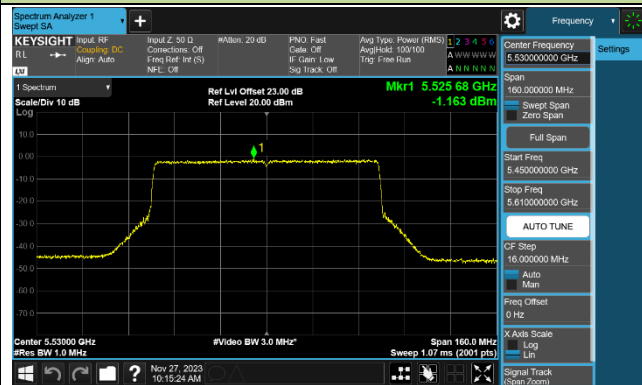 Spectrum Analyzer 1
Swept SA
+
Frequency
KEYSIGHT
RL
LXI
Input: RF
Coupling: DC
Align: Auto
Input Z: 50 Ω
Corrections: Off
Freq Ref: Int (S)
NFE: Off
#Atten: 20 dB
PNO: Fast
Gate: Off
IF Gain: Low
Sig Track: Off
Avg Type: Power (RMS)
Avg|Hold: 100/100
Trig: Free Run
1 2 3 4 5 6
A W W W W W
A N N N N N
1 Spectrum
Scale/Div 10 dB
Log
Ref Lvl Offset 23.00 dB
Ref Level 20.00 dBm
Mkr1 5.525 68 GHz
-1.163 dBm
10.0
0.00
-10.0
-20.0
-30.0
-40.0
-50.0
-60.0
-70.0
1
Center 5.53000 GHz
#Res BW 1.0 MHz
#Video BW 3.0 MHz*
Span 160.0 MHz
Sweep 1.07 ms (2001 pts)
Nov 27, 2023
10:15:24 AM
?
Center Frequency
5.530000000 GHz
Span
160.000000 MHz
Swept Span
Zero Span
Full Span
Start Freq
5.450000000 GHz
Stop Freq
5.610000000 GHz
AUTO TUNE
CF Step
16.000000 MHz
Auto
Man
Freq Offset
0 Hz
X Axis Scale
Log
Lin
Signal Track
(Span Zoom)
Settings